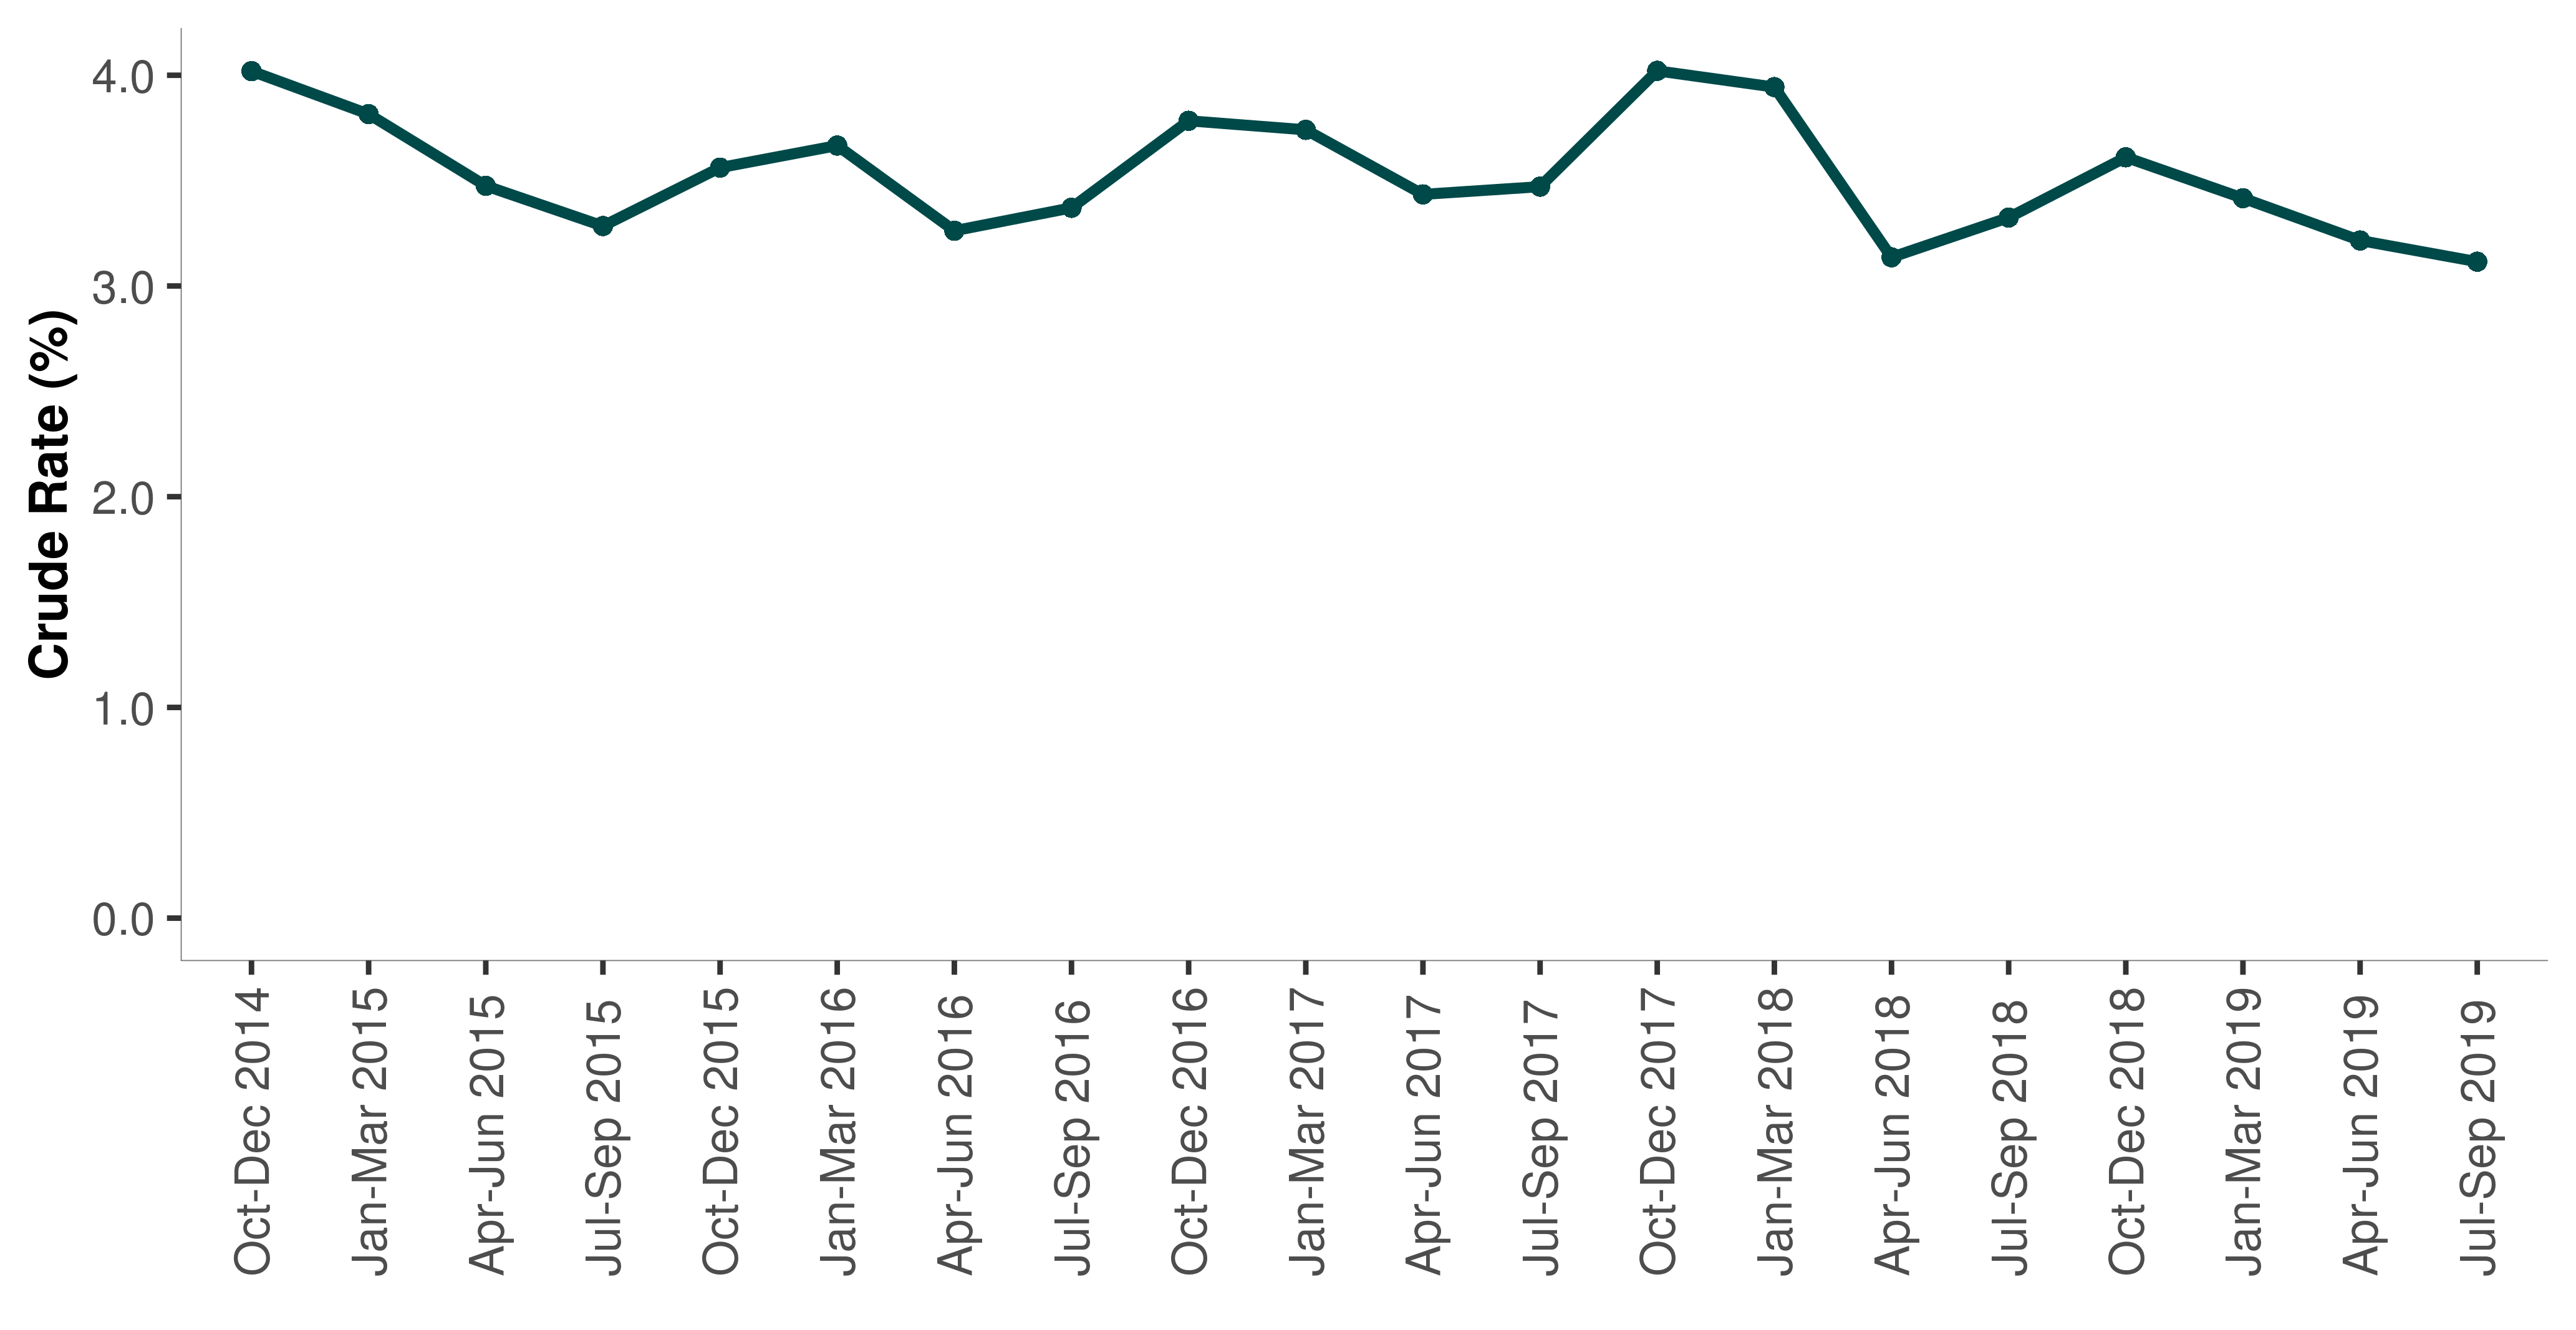 Crude Rate (%)
4.0
3.0
2.0
1.0
0.0
Oct-Dec 2014
Jan-Mar 2015
Apr-Jun 2015
Jul-Sep 2015
Oct-Dec 2015
Jan-Mar 2016
Apr-Jun 2016
Jul-Sep 2016
Oct-Dec 2016
Jan-Mar 2017
Apr-Jun 2017
Jul-Sep 2017
Oct-Dec 2017
Jan-Mar 2018
Apr-Jun 2018
Jul-Sep 2018
Oct-Dec 2018
Jan-Mar 2019
Apr-Jun 2019
Jul-Sep 2019